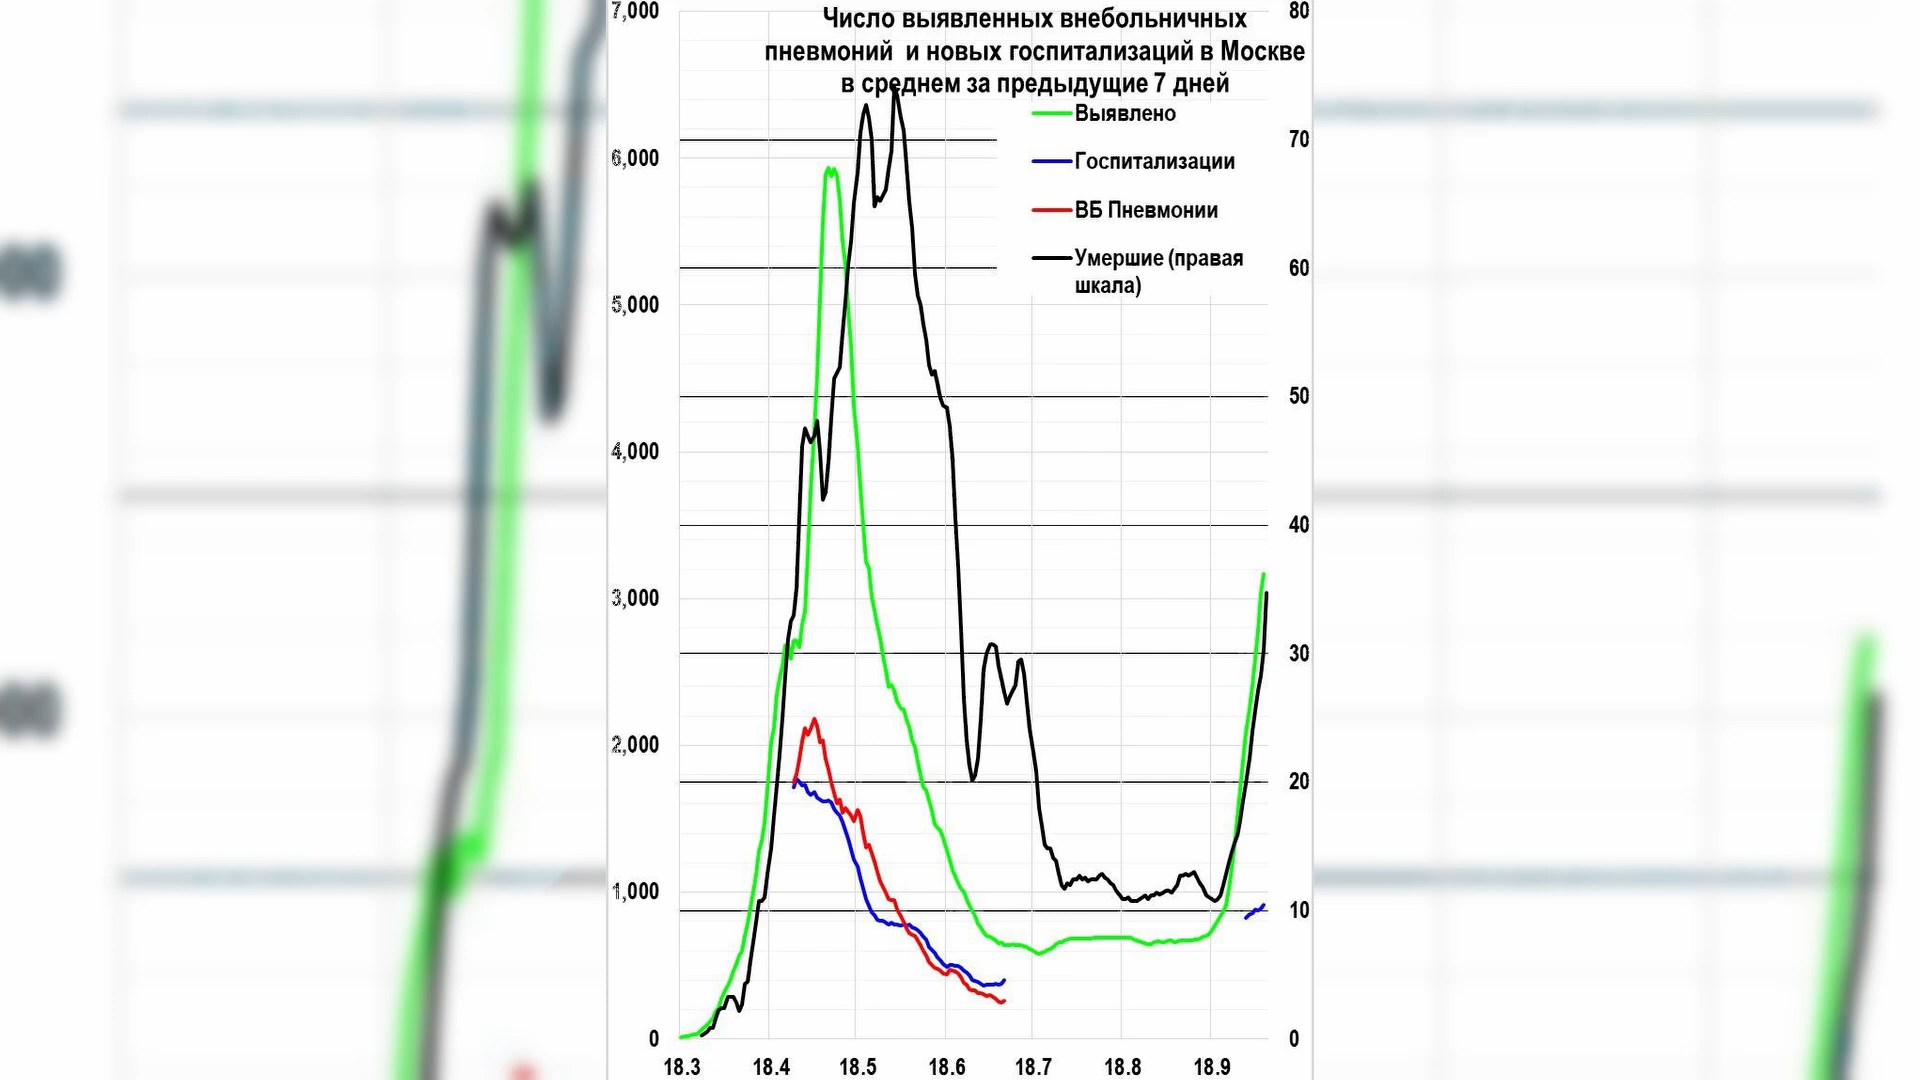 Число выявленных внебольничных
пневмоний и новых госпитализаций в Москве
в среднем за предыдущие 7 дней
Выявлено
Госпитализации
ВБ Пневмонии
Умершие (правая
шкала)
7,000
6,000
5,000
4,000
3,000
2,000
1,000
0
80
70
60
50
40
30
20
10
0
18.3 18.4 18.5 18.6 18.7 18.8 18.9
00
00